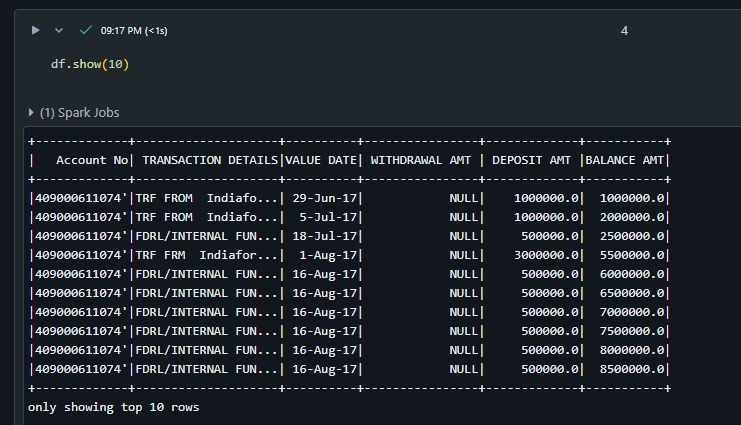 09:17 PM (<1s) 4
df.show(10)
(1) Spark Jobs
+-------------+--------------------+----------+----------------+-------------+-----------+
|   Account No| TRANSACTION DETAILS|VALUE DATE| WITHDRAWAL AMT | DEPOSIT AMT |BALANCE AMT|
+-------------+--------------------+----------+----------------+-------------+-----------+
|409000611074'|TRF FROM  Indiafo...| 29-Jun-17|            NULL|    1000000.0|  1000000.0|
|409000611074'|TRF FROM  Indiafo...|  5-Jul-17|            NULL|    1000000.0|  2000000.0|
|409000611074'|FDRL/INTERNAL FUN...| 18-Jul-17|            NULL|     500000.0|  2500000.0|
|409000611074'|TRF FRM  Indiafor...|  1-Aug-17|            NULL|    3000000.0|  5500000.0|
|409000611074'|FDRL/INTERNAL FUN...| 16-Aug-17|            NULL|     500000.0|  6000000.0|
|409000611074'|FDRL/INTERNAL FUN...| 16-Aug-17|            NULL|     500000.0|  6500000.0|
|409000611074'|FDRL/INTERNAL FUN...| 16-Aug-17|            NULL|     500000.0|  7000000.0|
|409000611074'|FDRL/INTERNAL FUN...| 16-Aug-17|            NULL|     500000.0|  7500000.0|
|409000611074'|FDRL/INTERNAL FUN...| 16-Aug-17|            NULL|     500000.0|  8000000.0|
|409000611074'|FDRL/INTERNAL FUN...| 16-Aug-17|            NULL|     500000.0|  8500000.0|
+-------------+--------------------+----------+----------------+-------------+-----------+
only showing top 10 rows